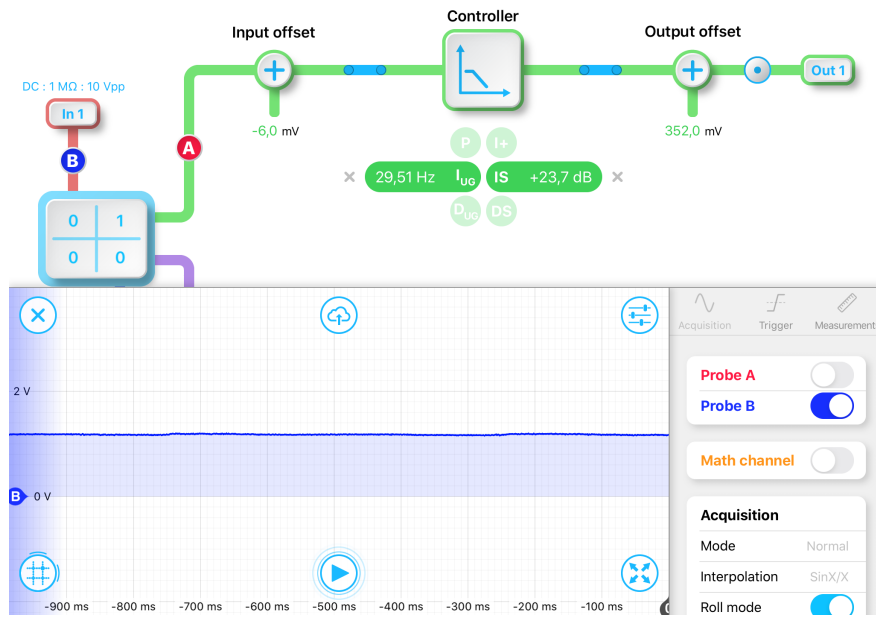 Controller
Input offset
Output offset
DC : 1 MΩ : 10 Vpp
In 1
Out 1
B
A
-6,0 mV
352,0 mV
P I+
29,51 Hz IUG IS +23,7 dB
DUG DS
0 1
0 0
Acquisition Trigger Measurement
2 V
B 0 V
-900 ms -800 ms -700 ms -600 ms -500 ms -400 ms -300 ms -200 ms -100 ms
Probe A
Probe B
Math channel
Acquisition
Mode Normal
Interpolation SinX/X
Roll mode